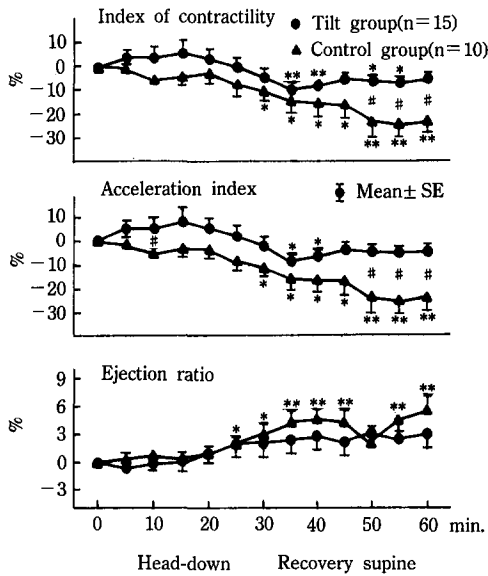 Index of contractility
● Tilt group(n=15)
▲ Control group(n=10)
10
0
−10
−20
−30
%
** ** * *
# # #
* * * * ** ** **
Acceleration index
Mean± SE
10
0
−10
−20
−30
%
#
* *
# # #
* * * * ** ** **
Ejection ratio
9
6
3
0
−3
%
* * ** ** ** ** **
0 10 20 30 40 50 60 min.
Head-down Recovery supine